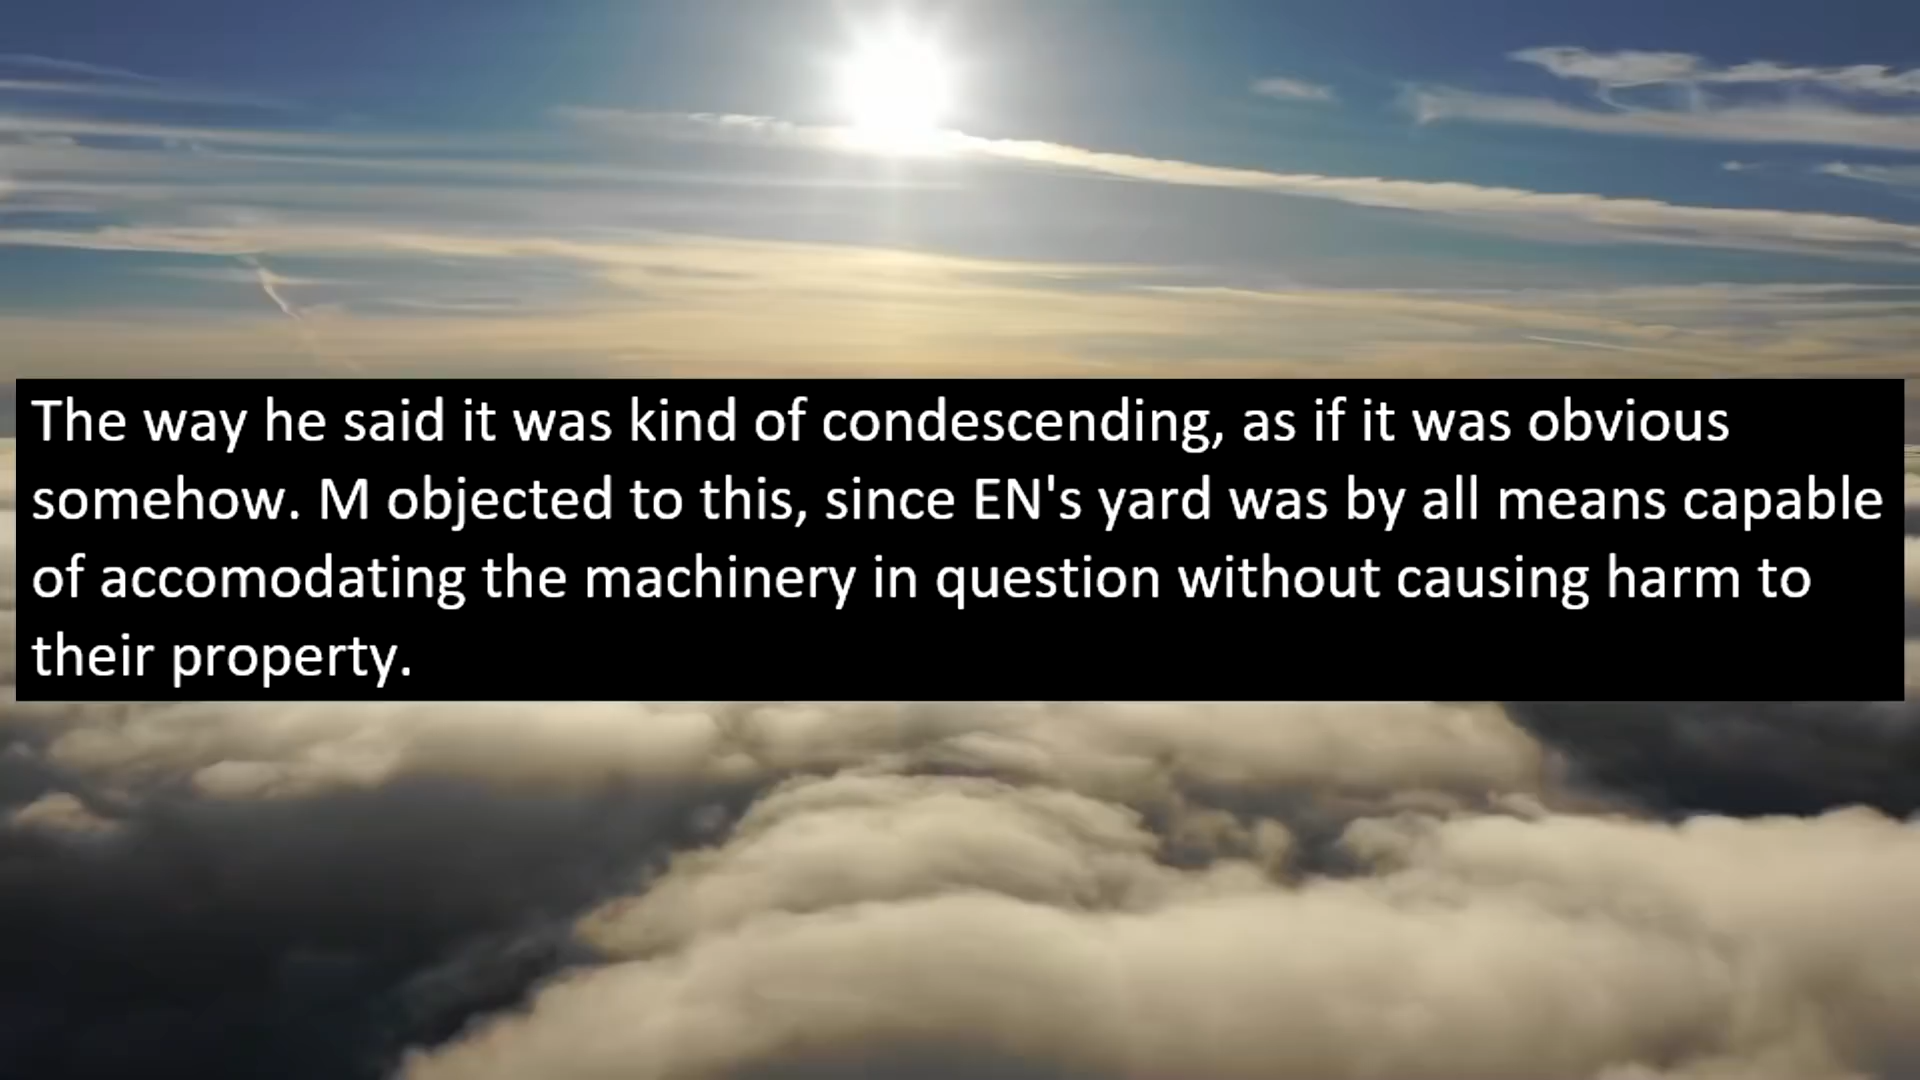 The way he said it was kind of condescending, as if it was obvious
somehow. M objected to this, since EN's yard was by all means capable
of accomodating the machinery in question without causing harm to
their property.